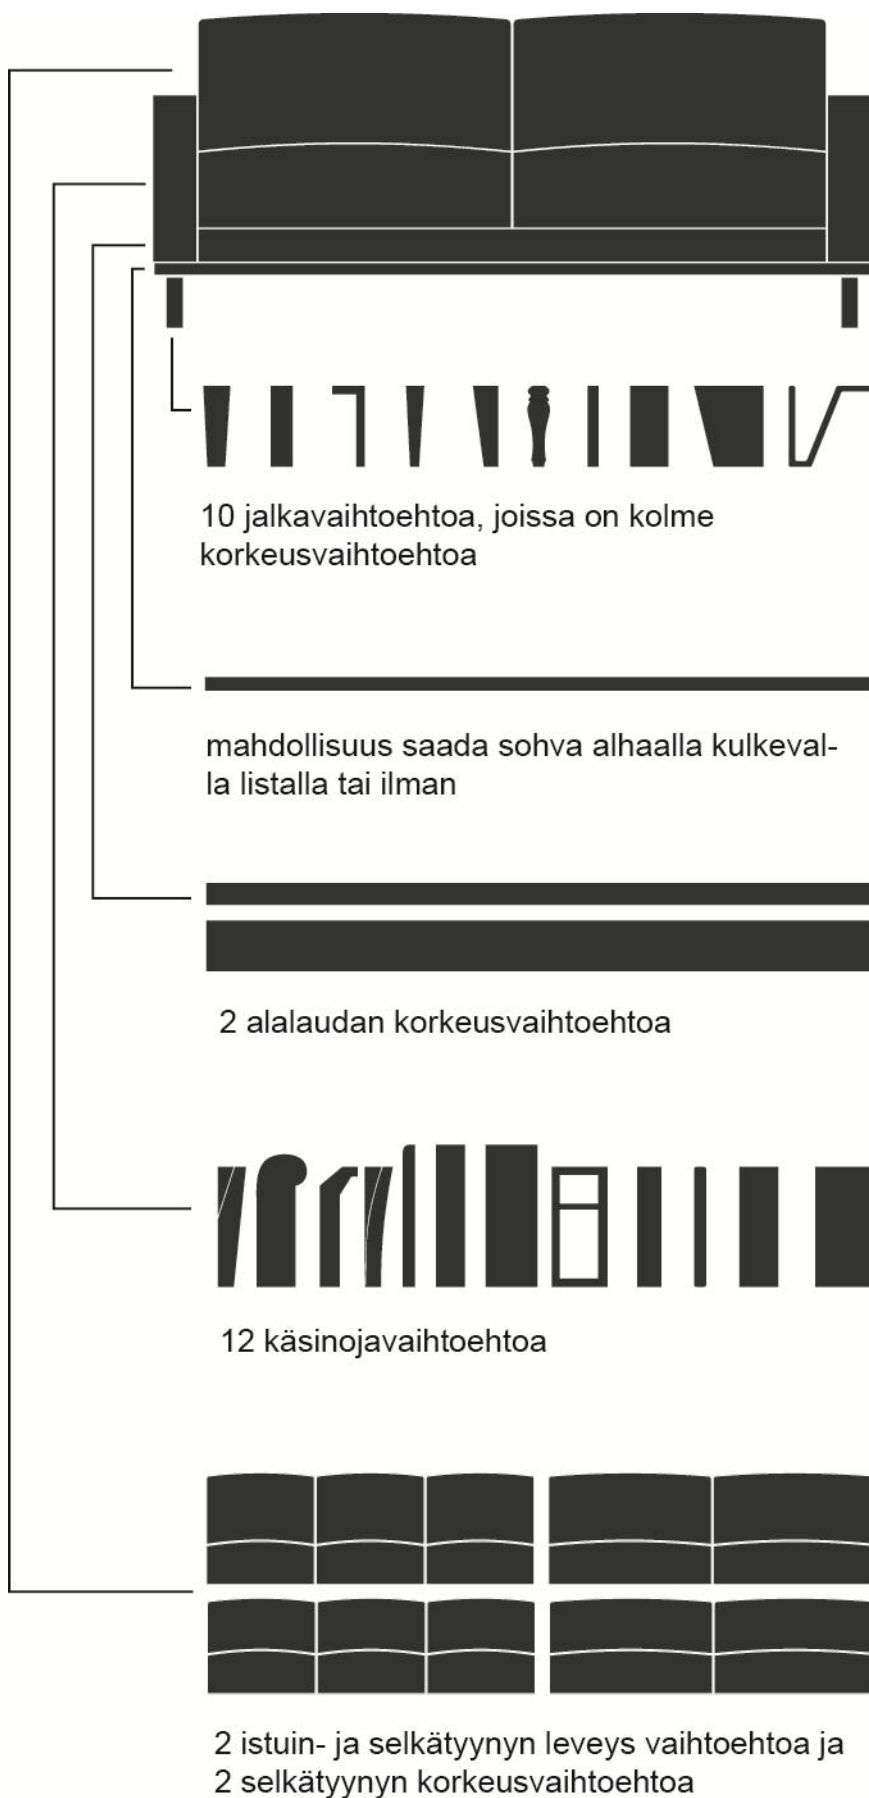 10 jalkavaihtoehtoa, joissa on kolme
korkeusvaihtoehtoa
mahdollisuus saada sohva alhaalla kulkeval-
la listalla tai ilman
2 alalaudan korkeusvaihtoehtoa
12 käsinojavaihtoehtoa
2 istuin- ja selkätyynyn leveys vaihtoehtoa ja
2 selkätyynyn korkeusvaihtoehtoa